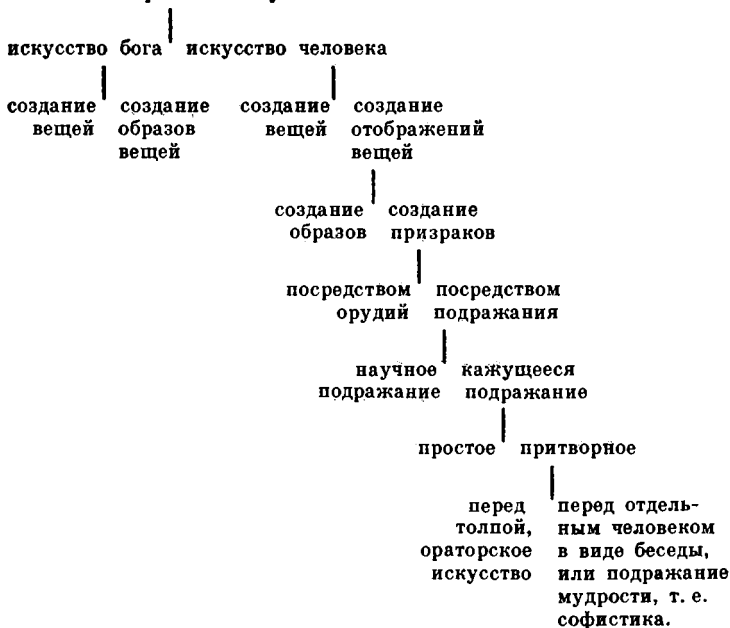 искусство бога искусство человека
создание создание создание создание
вещей образов вещей отображений
вещей вещей
создание создание
образов призраков
посредством посредством
орудий подражания
научное кажущееся
подражание подражание
простое притворное
перед перед отдель-
толпой, ным человеком
ораторское в виде беседы,
искусство или подражание
мудрости, т. е.
софистика.